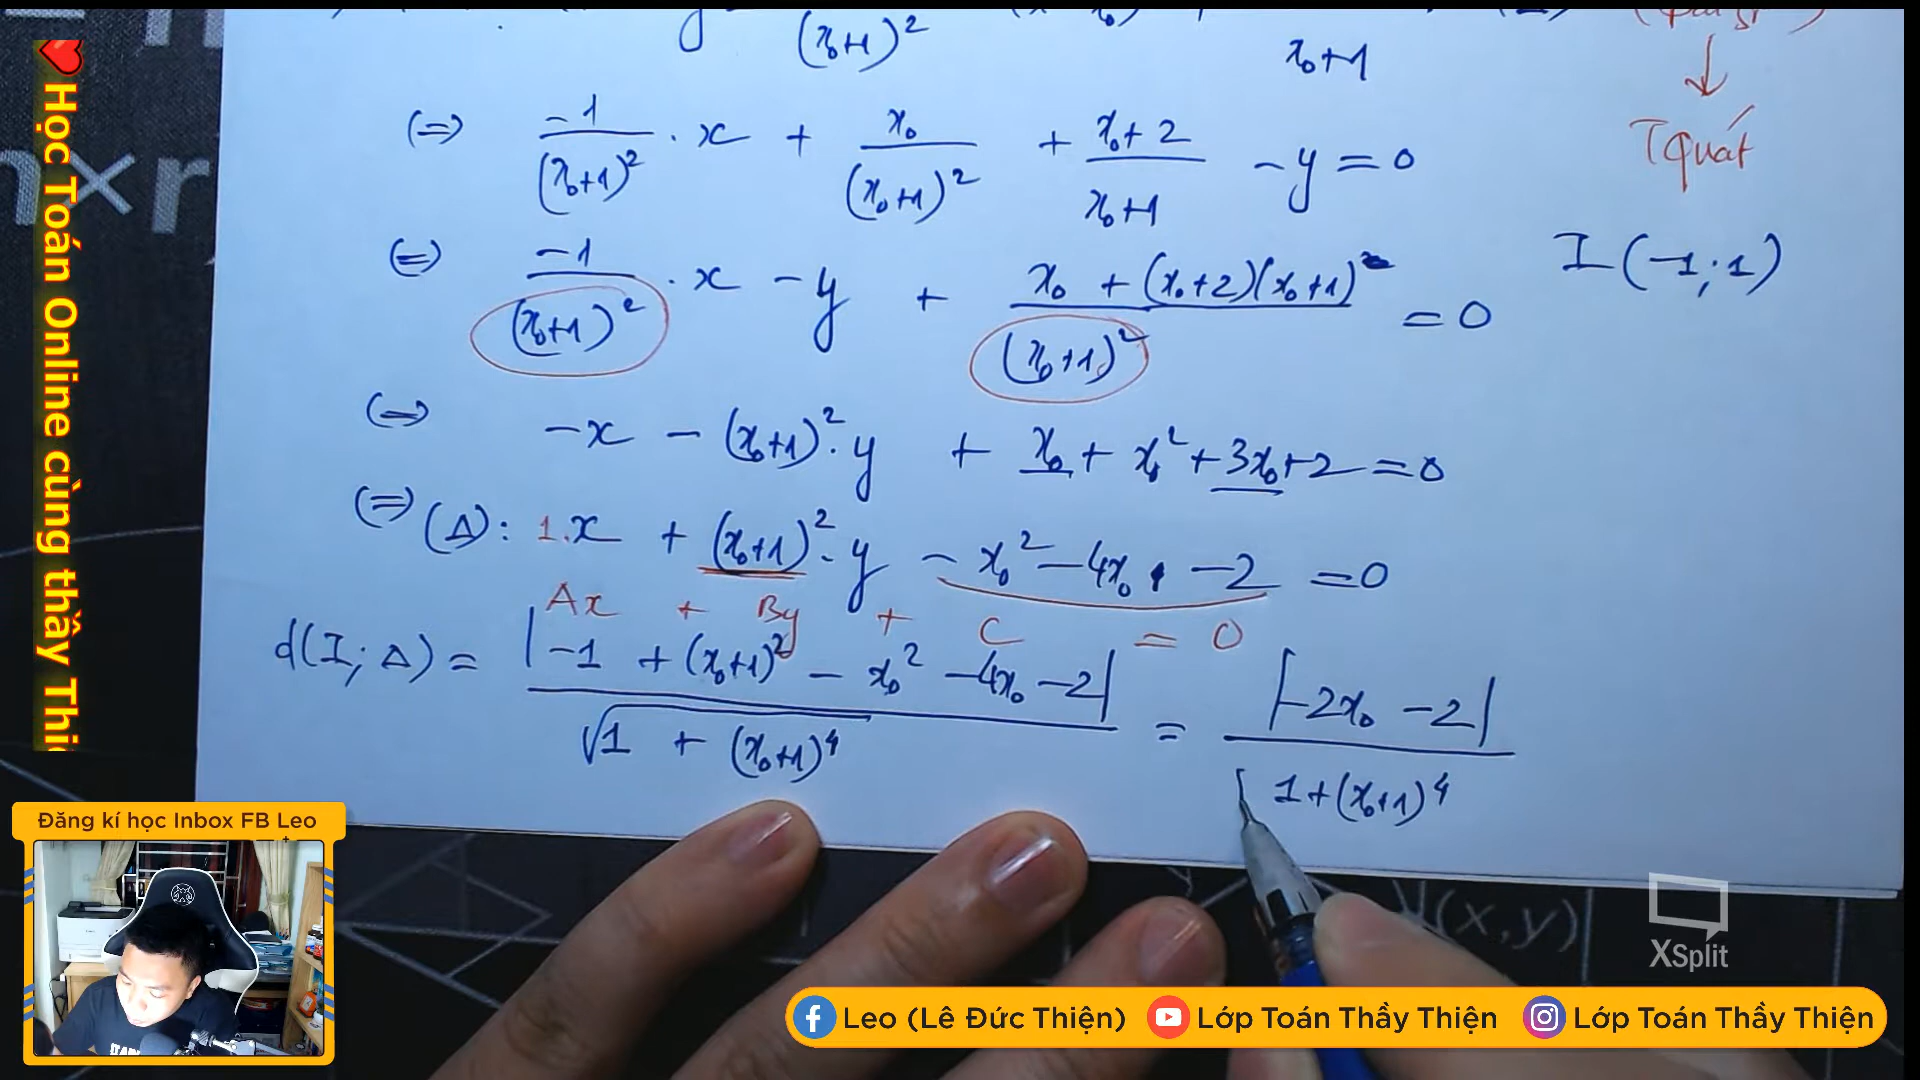 y (x₀+1)² x₀+1
(=) -1/(x₀+1)² . x + x₀/(x₀+1)² + x₀+2/x₀+1 - y = 0
↓
Tquát
(=) -1/(x₀+1)² . x - y + x₀ + (x₀+2)(x₀+1)/(x₀+1)² = 0
I(-1;1)
(=) -x - (x₀+1)² . y + x₀ + x₀² + 3x₀ + 2 = 0
(=) (Δ): 1.x + (x₀+1)² . y - x₀² - 4x₀ - 2 = 0
Ax + By + C = 0
d(I; Δ) = |-1 + (x₀+1)² - x₀² - 4x₀ - 2|/√1 + (x₀+1)⁴ = |-2x₀ - 2|/1+(x₀+1)⁴
❤Học Toán Online cùng thầy Thi
n×r
Đăng kí học Inbox FB Leo
(x,y)
XSplit
Leo (Lê Đức Thiện) Lớp Toán Thầy Thiện Lớp Toán Thầy Thiện